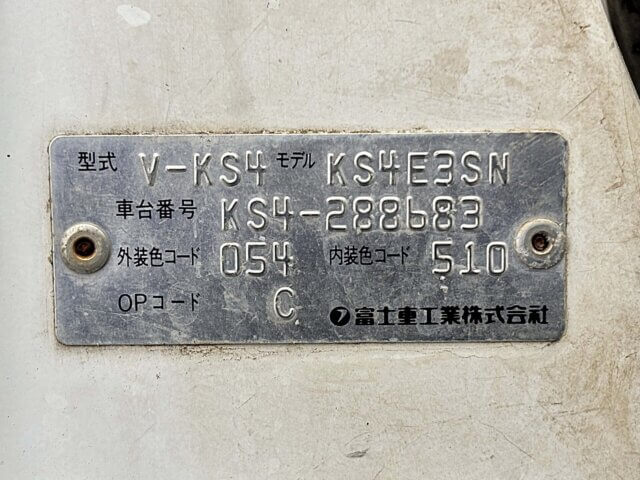 型式 V-KS4 モデル KS4E3SN
車台番号 KS4-288683
外装色コード 054 内装色コード 510
OPコード C
富士重工業株式会社